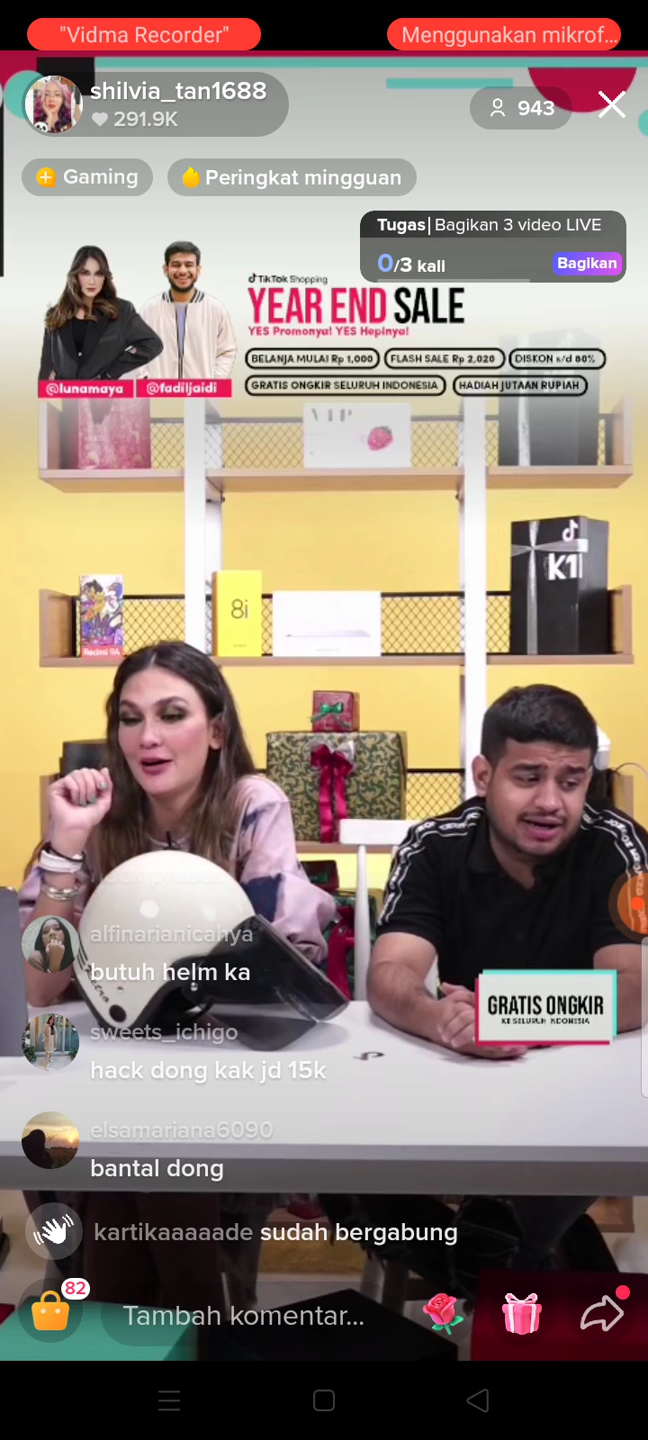 "Vidma Recorder"
Menggunakan mikrof...
shilvia_tan1688
291.9K
943
Gaming
Peringkat mingguan
Tugas | Bagikan 3 video LIVE
0/3 kali
Bagikan
TikTok Shopping
YEAR END SALE
YES Promonya! YES Hepinya!
BELANJA MULAI Rp 1,000
FLASH SALE Rp 2,020
DISKON s/d 80%
GRATIS ONGKIR SELURUH INDONESIA
HADIAH JUTAAN RUPIAH
@lunamaya
@fadiljaidi
VIP
K1
8i
Redmi 9A
GRATIS ONGKIR
KE SELURUH INDONESIA
alfinarianicahya
butuh helm ka
sweets_ichigo
hack dong kak jd 15k
elsamariana6090
bantal dong
kartikaaaaade sudah bergabung
82
Tambah komentar...